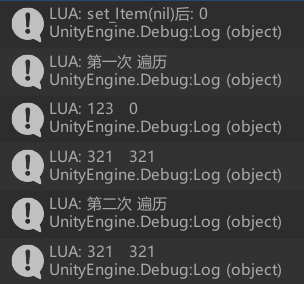 LUA: set_Item(nil)后: 0
UnityEngine.Debug:Log (object)
LUA: 第一次 遍历
UnityEngine.Debug:Log (object)
LUA: 123    0
UnityEngine.Debug:Log (object)
LUA: 321    321
UnityEngine.Debug:Log (object)
LUA: 第二次 遍历
UnityEngine.Debug:Log (object)
LUA: 321    321
UnityEngine.Debug:Log (object)